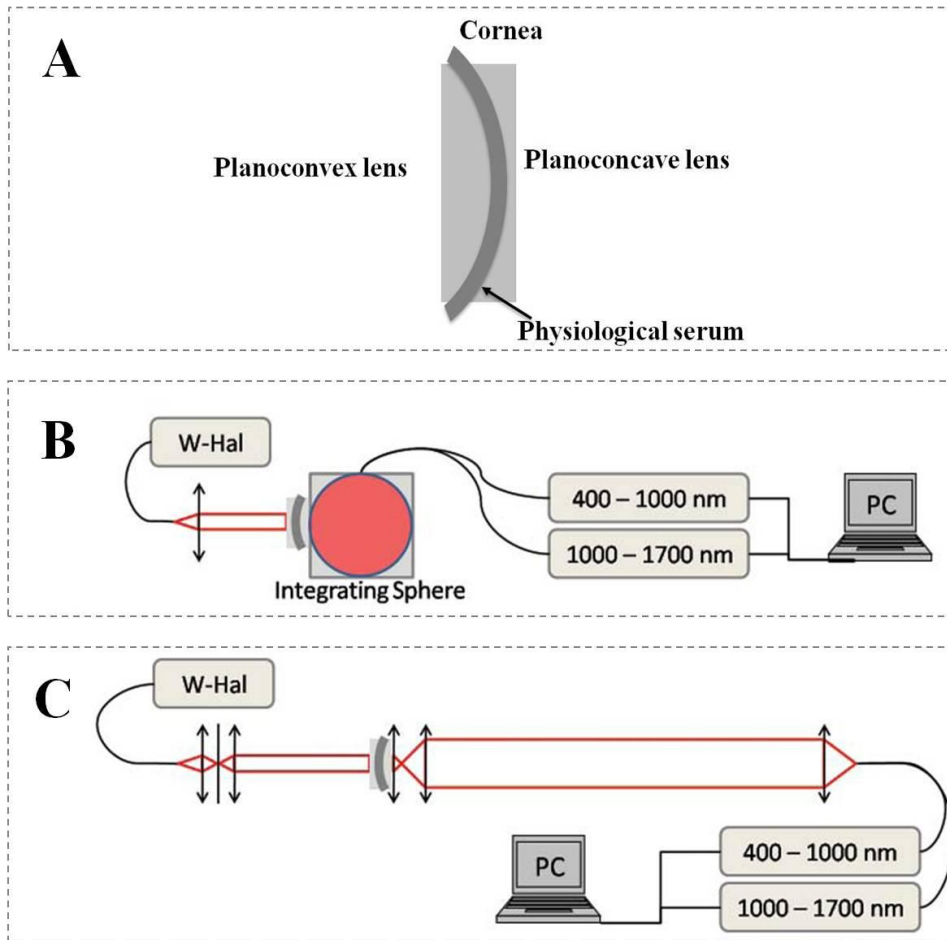 A
Cornea
Planoconvex lens
Planoconcave lens
Physiological serum
B
W-Hal
400 – 1000 nm
1000 – 1700 nm
PC
Integrating Sphere
C
W-Hal
PC
400 – 1000 nm
1000 – 1700 nm